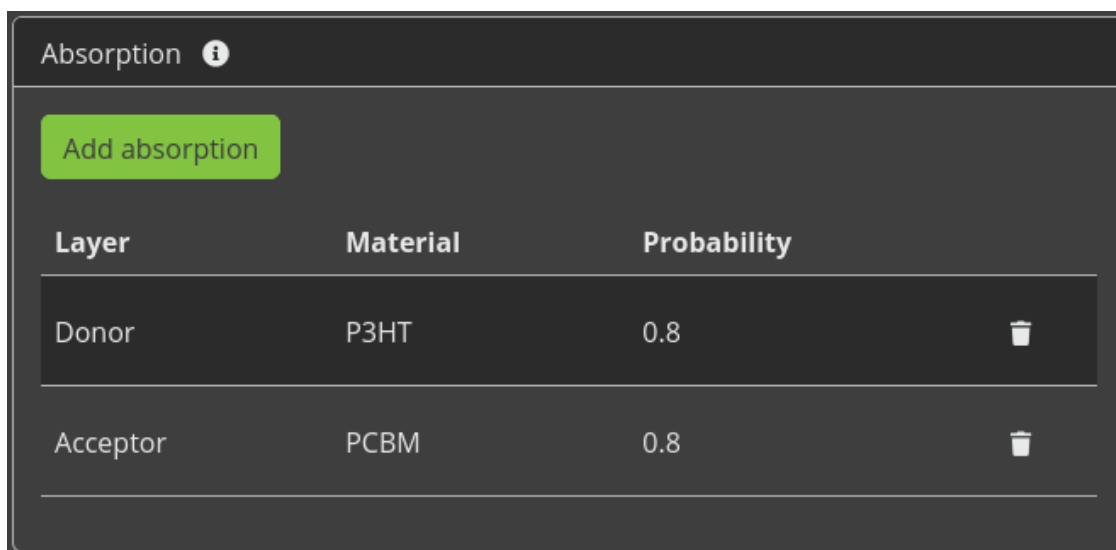 Absorption
Add absorption
Layer Material Probability
Donor P3HT 0.8
Acceptor PCBM 0.8